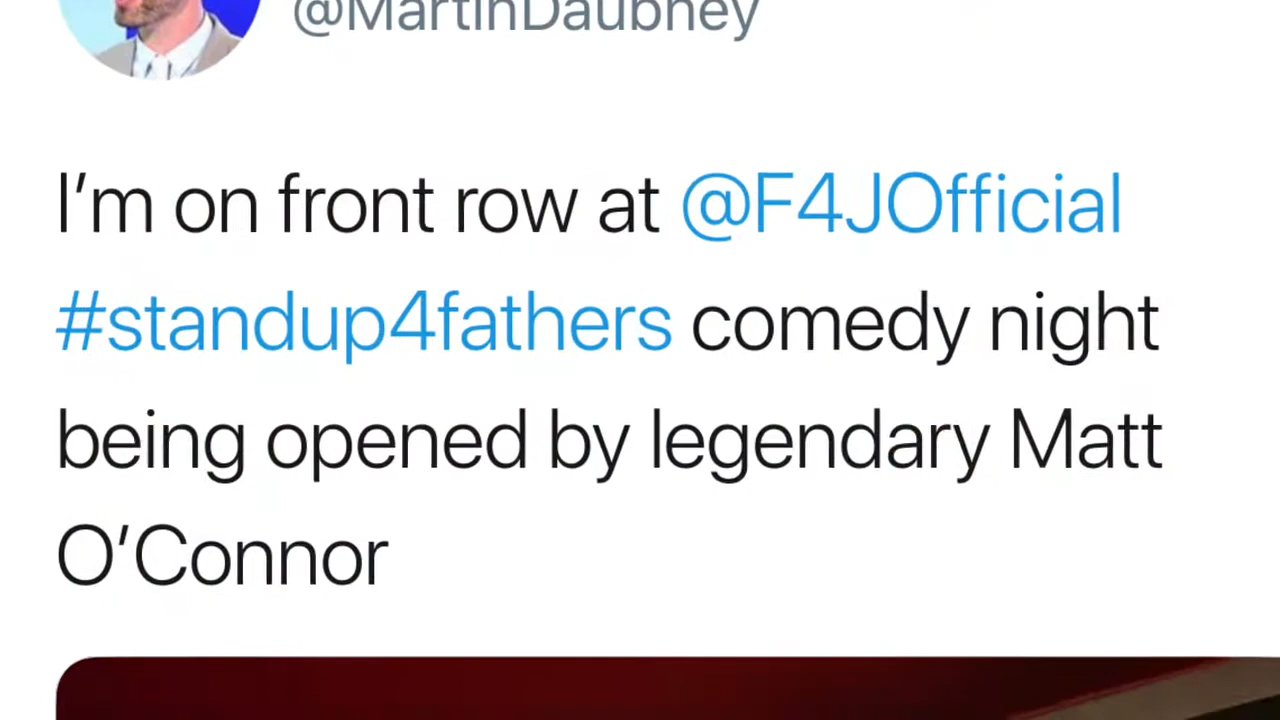 @MartinDaubney
I’m on front row at @F4JOfficial
#standup4fathers comedy night
being opened by legendary Matt
O’Connor